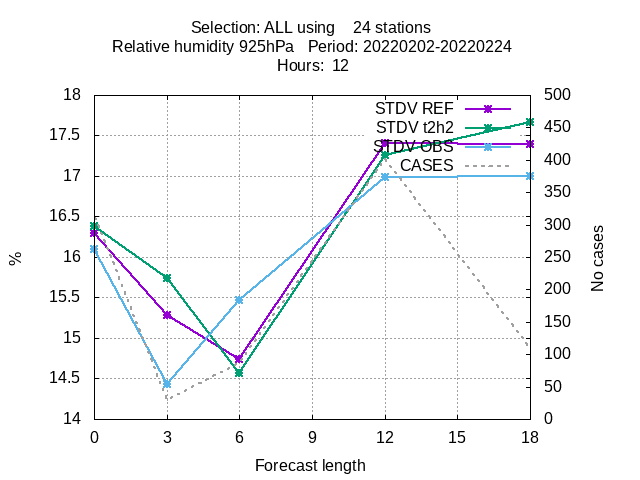 Selection: ALL using    24 stations
Relative humidity 925hPa   Period: 20220202-20220224
Hours:  12
STDV REF
STDV t2h2
STDV OBS
CASES
18
17.5
17
16.5
16
15.5
15
14.5
14
%
500
450
400
350
300
250
200
150
100
50
0
No cases
0 3 6 9 12 15 18
Forecast length